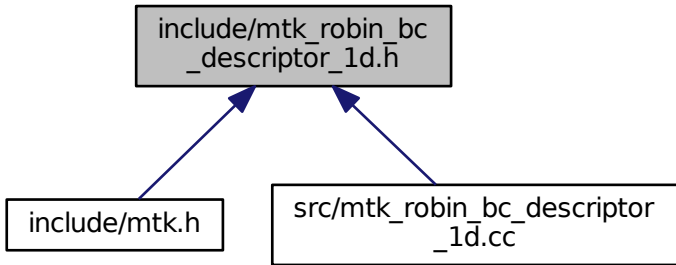 include/mtk_robin_bc
_descriptor_1d.h
include/mtk.h
src/mtk_robin_bc_descriptor
_1d.cc